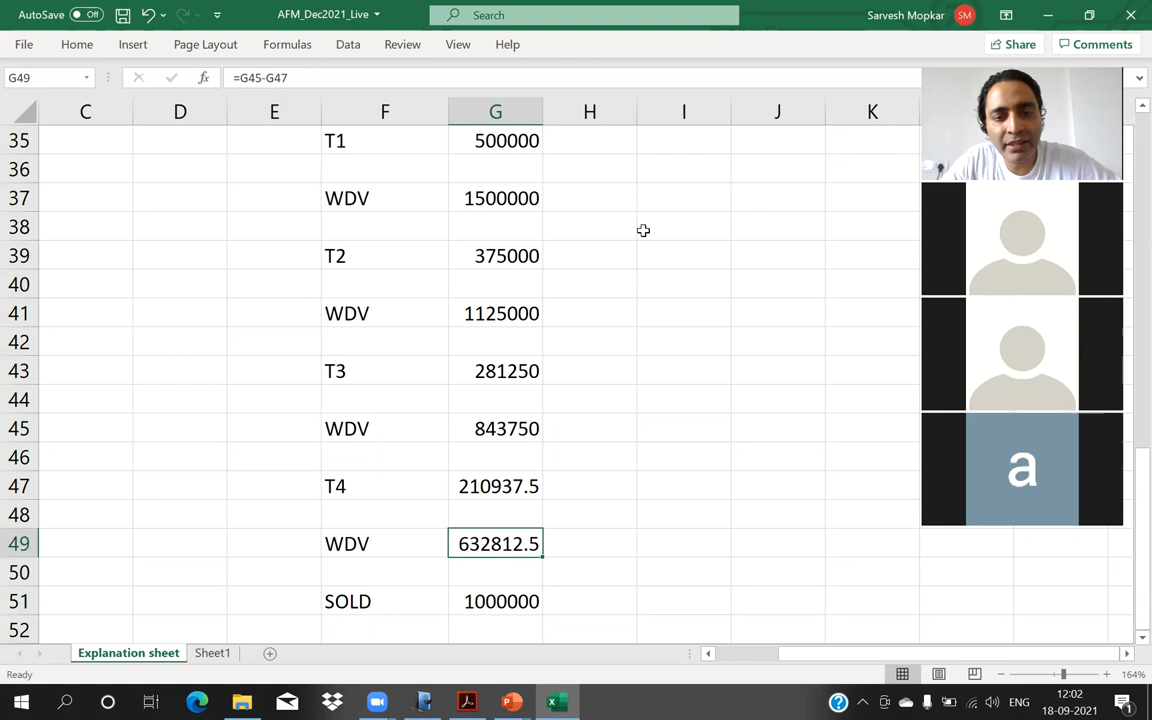 AutoSave Off AFM_Dec2021_Live Search Sarvesh Mopkar SM
File Home Insert Page Layout Formulas Data Review View Help Share Comments
G49 fx =G45-G47
C D E F G H I J K
35 T1 500000
36
37 WDV 1500000
38
39 T2 375000
40
41 WDV 1125000
42
43 T3 281250
44
45 WDV 843750
46
47 T4 210937.5
48
49 WDV 632812.5
50
51 SOLD 1000000
52
a
Explanation sheet Sheet1
Ready 164%
ENG 12:02
18-09-2021
1